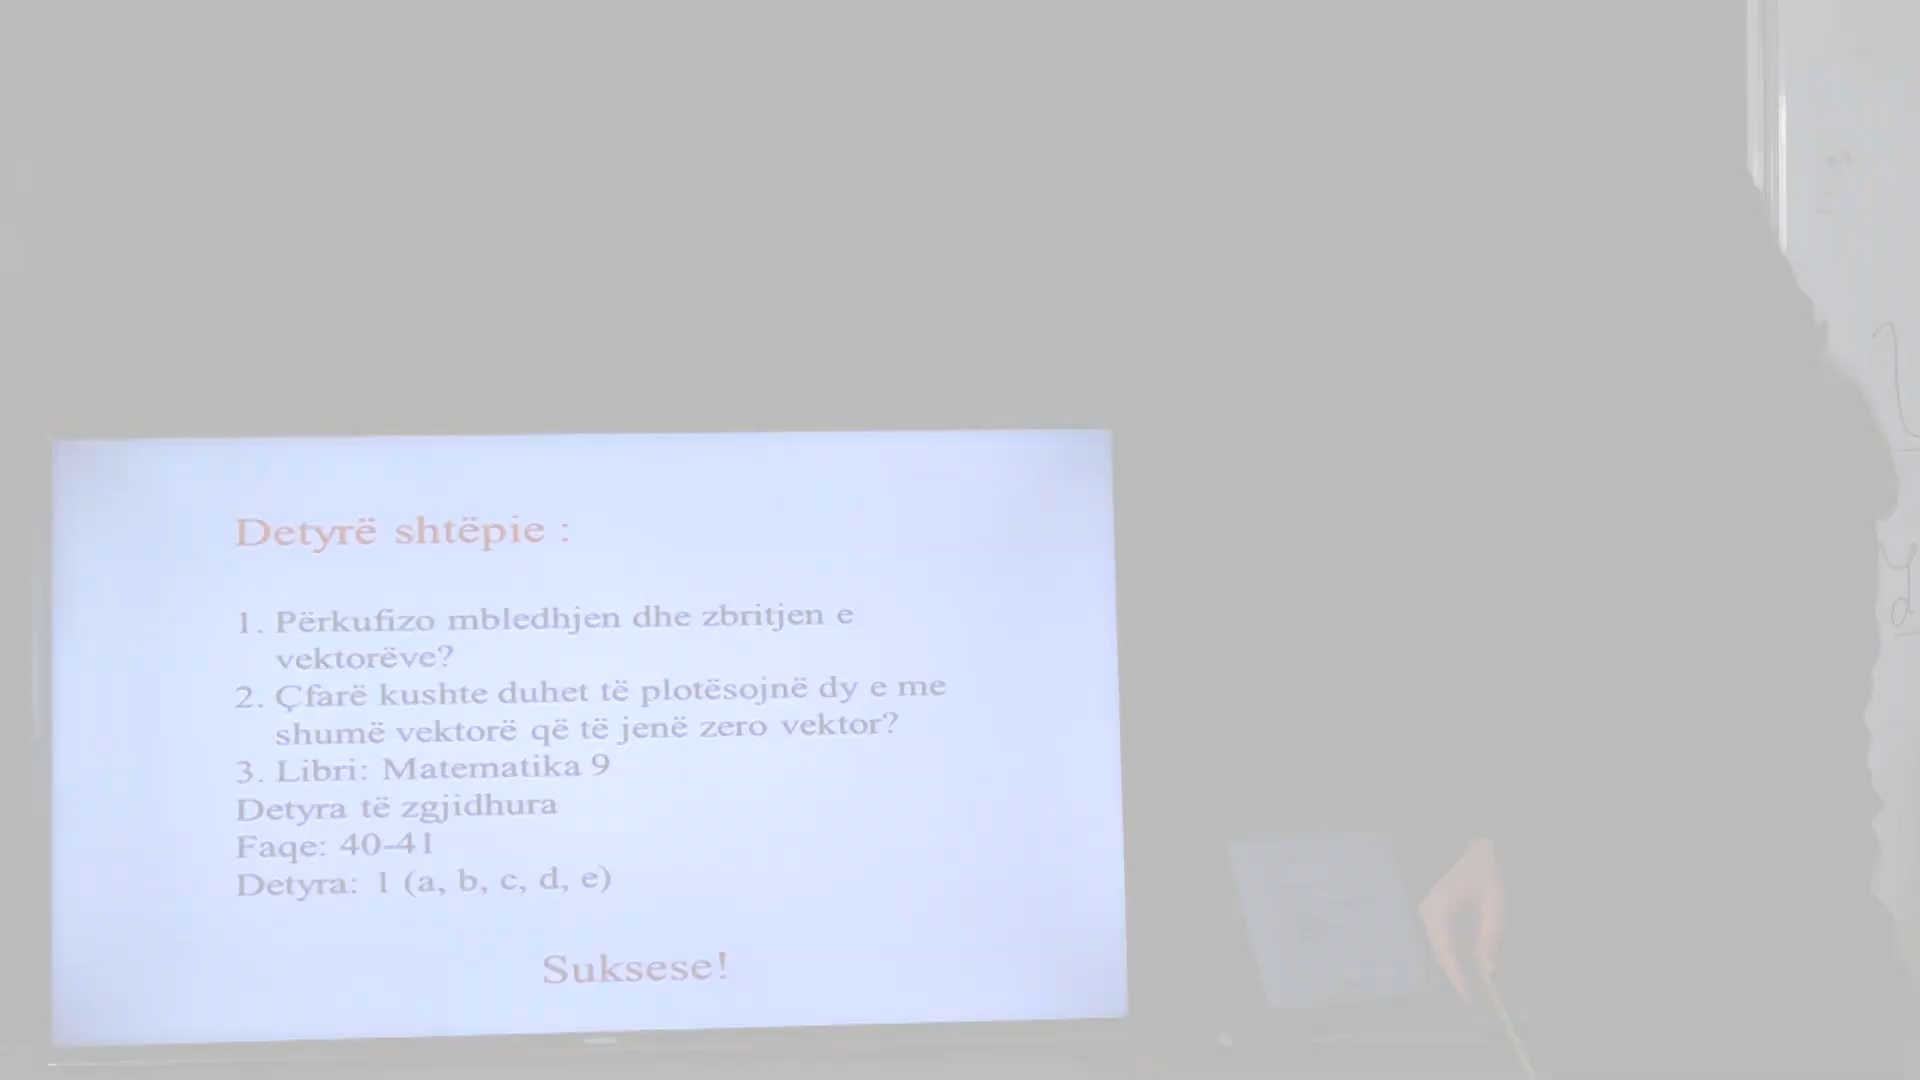 Detyrë shtëpie :
1. Përkufizo mbledhjen dhe zbritjen e
vektorëve?
2. Çfarë kushte duhet të plotësojnë dy e me
shumë vektorë që të jenë zero vektor?
3. Libri: Matematika 9
Detyra të zgjidhura
Faqe: 40-41
Detyra: 1 (a, b, c, d, e)
Suksese!